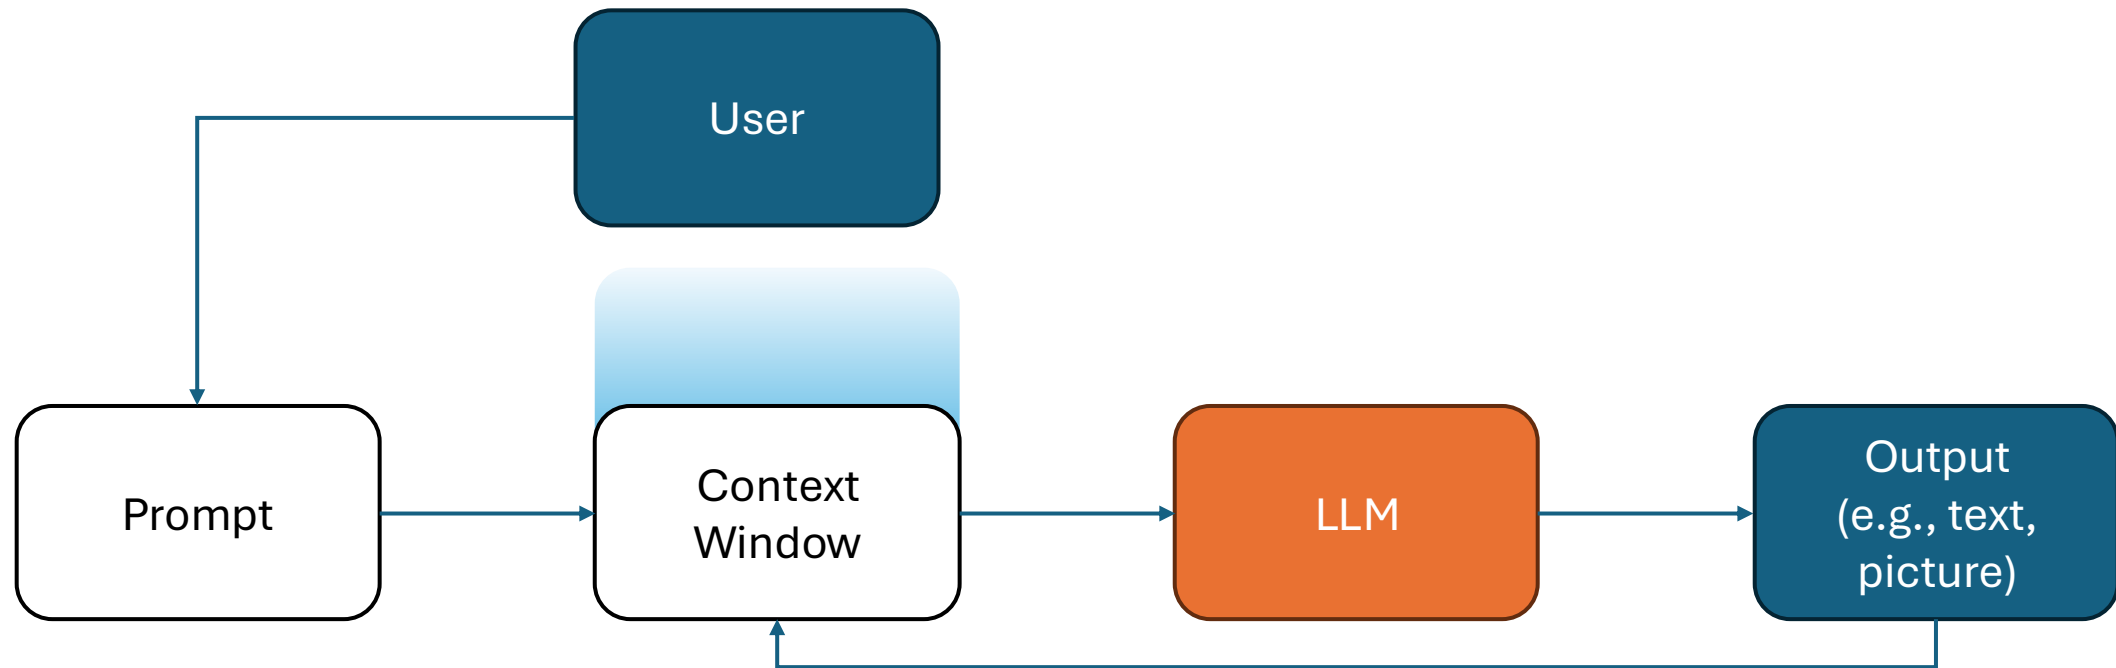 User
Prompt
Context
Window
LLM
Output
(e.g., text,
picture)